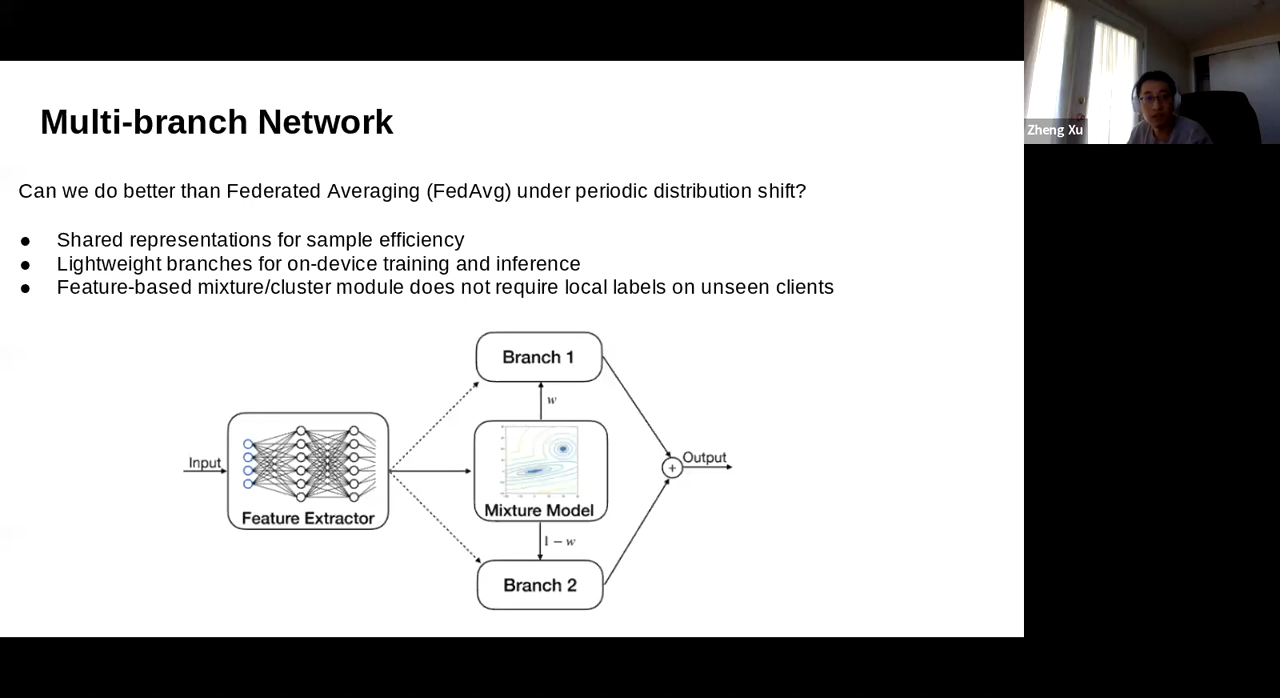 Multi-branch Network
Zheng Xu
Can we do better than Federated Averaging (FedAvg) under periodic distribution shift?
● Shared representations for sample efficiency
● Lightweight branches for on-device training and inference
● Feature-based mixture/cluster module does not require local labels on unseen clients
Branch 1
w
Input
Feature Extractor
Mixture Model
+
Output
1 − w
Branch 2